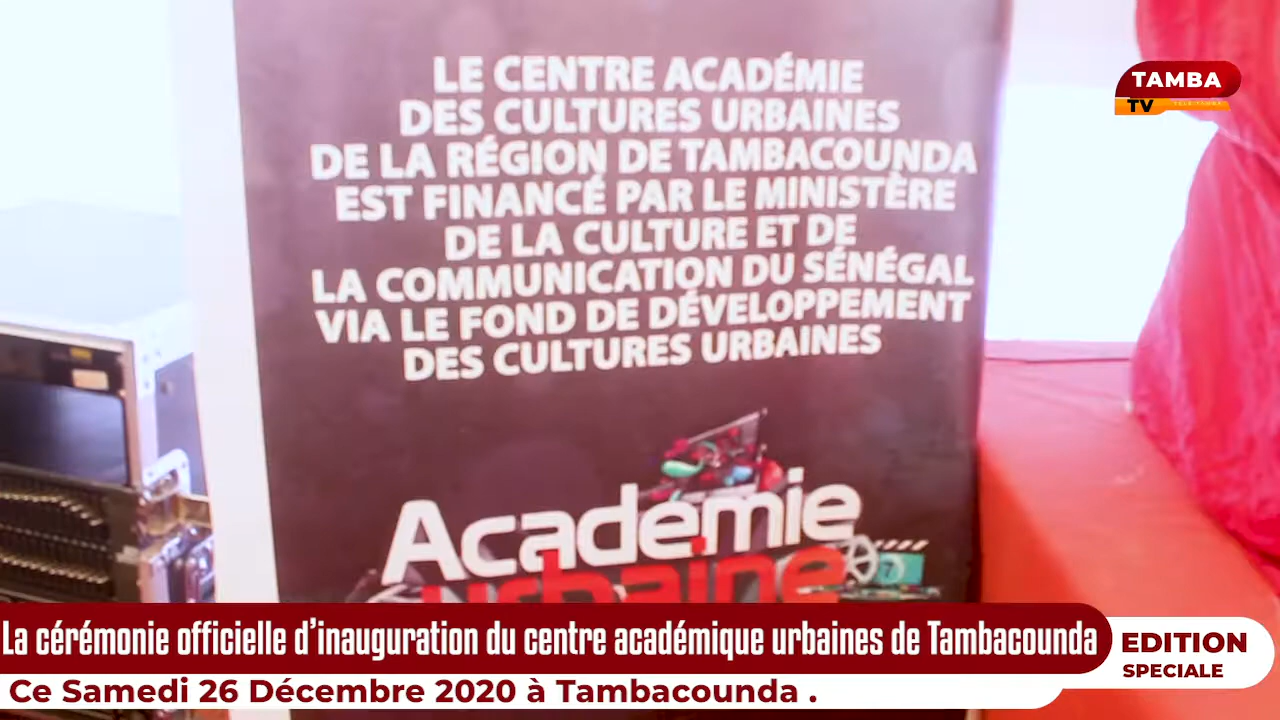 LE CENTRE ACADÉMIE
DES CULTURES URBAINES
DE LA RÉGION DE TAMBACOUNDA
EST FINANCÉ PAR LE MINISTÈRE
DE LA CULTURE ET DE
LA COMMUNICATION DU SÉNÉGAL
VIA LE FOND DE DÉVELOPPEMENT
DES CULTURES URBAINES
TAMBA
TV
Académie
urbaine
7
La cérémonie officielle d'inauguration du centre académique urbaines de Tambacounda
EDITION
SPECIALE
Ce Samedi 26 Décembre 2020 à Tambacounda .